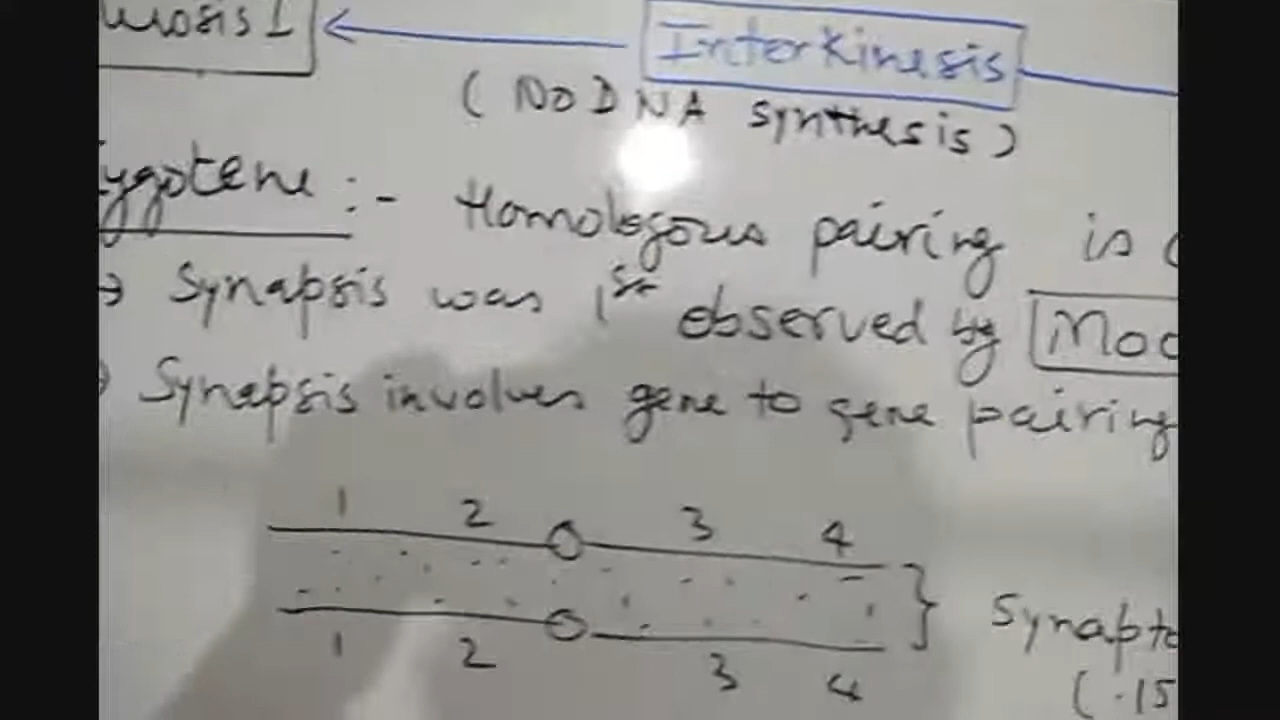 Interkinesis
(NO DNA synthesis)
:- Homologous pairing is
→ Synapsis was 1st observed by
→ Synapsis involves gene to gene pairing
1 2 3 4
1 2 3 4
(.15